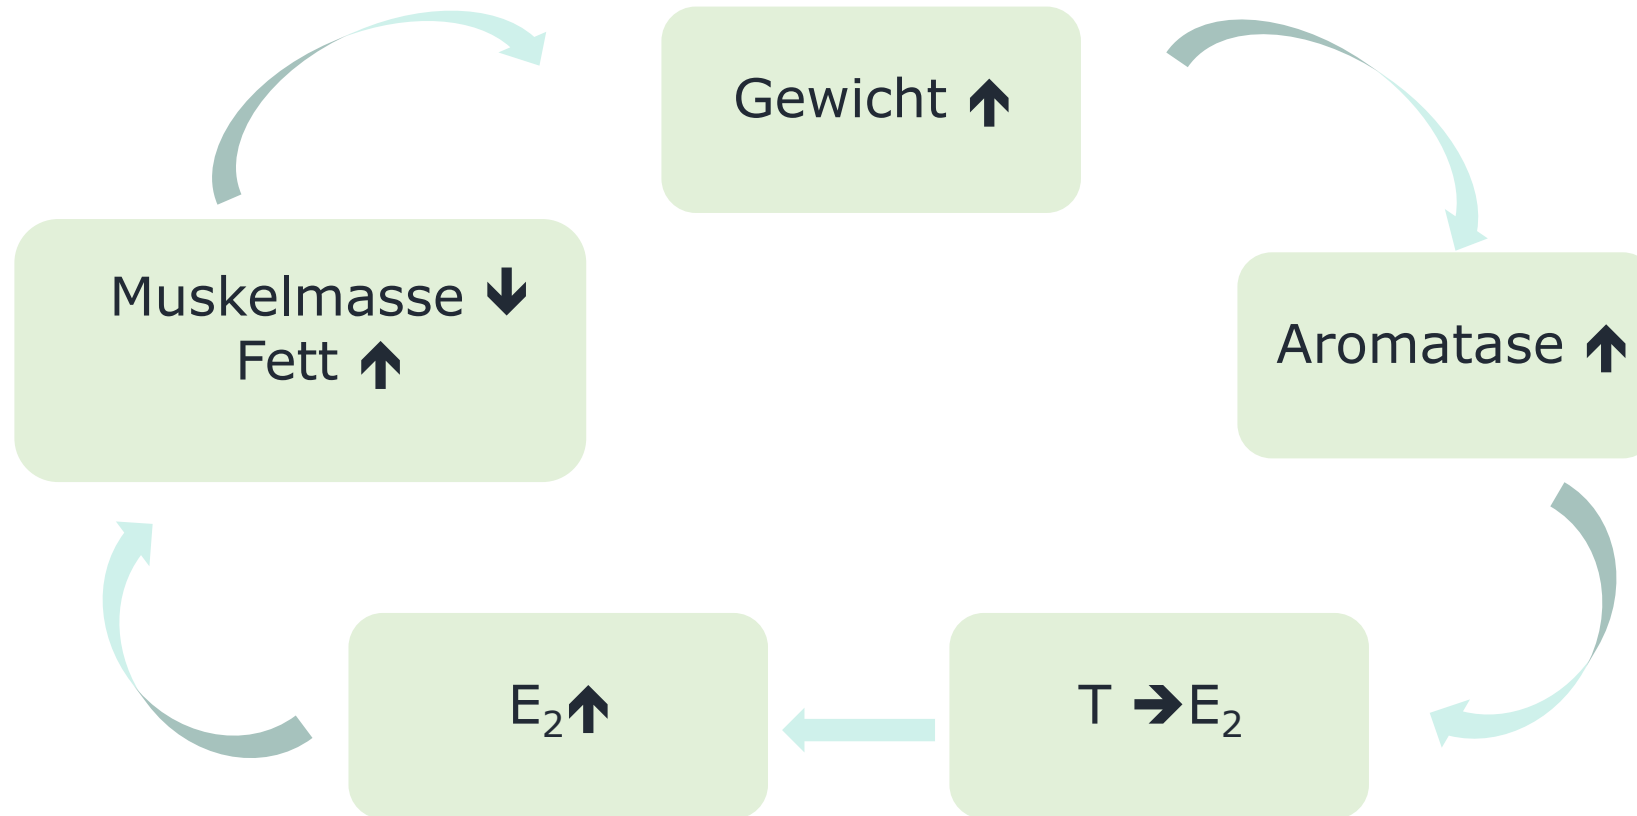 Gewicht 🡹
Aromatase 🡹
T 🡺E₂
E₂🡹
Muskelmasse 🡻
Fett 🡹